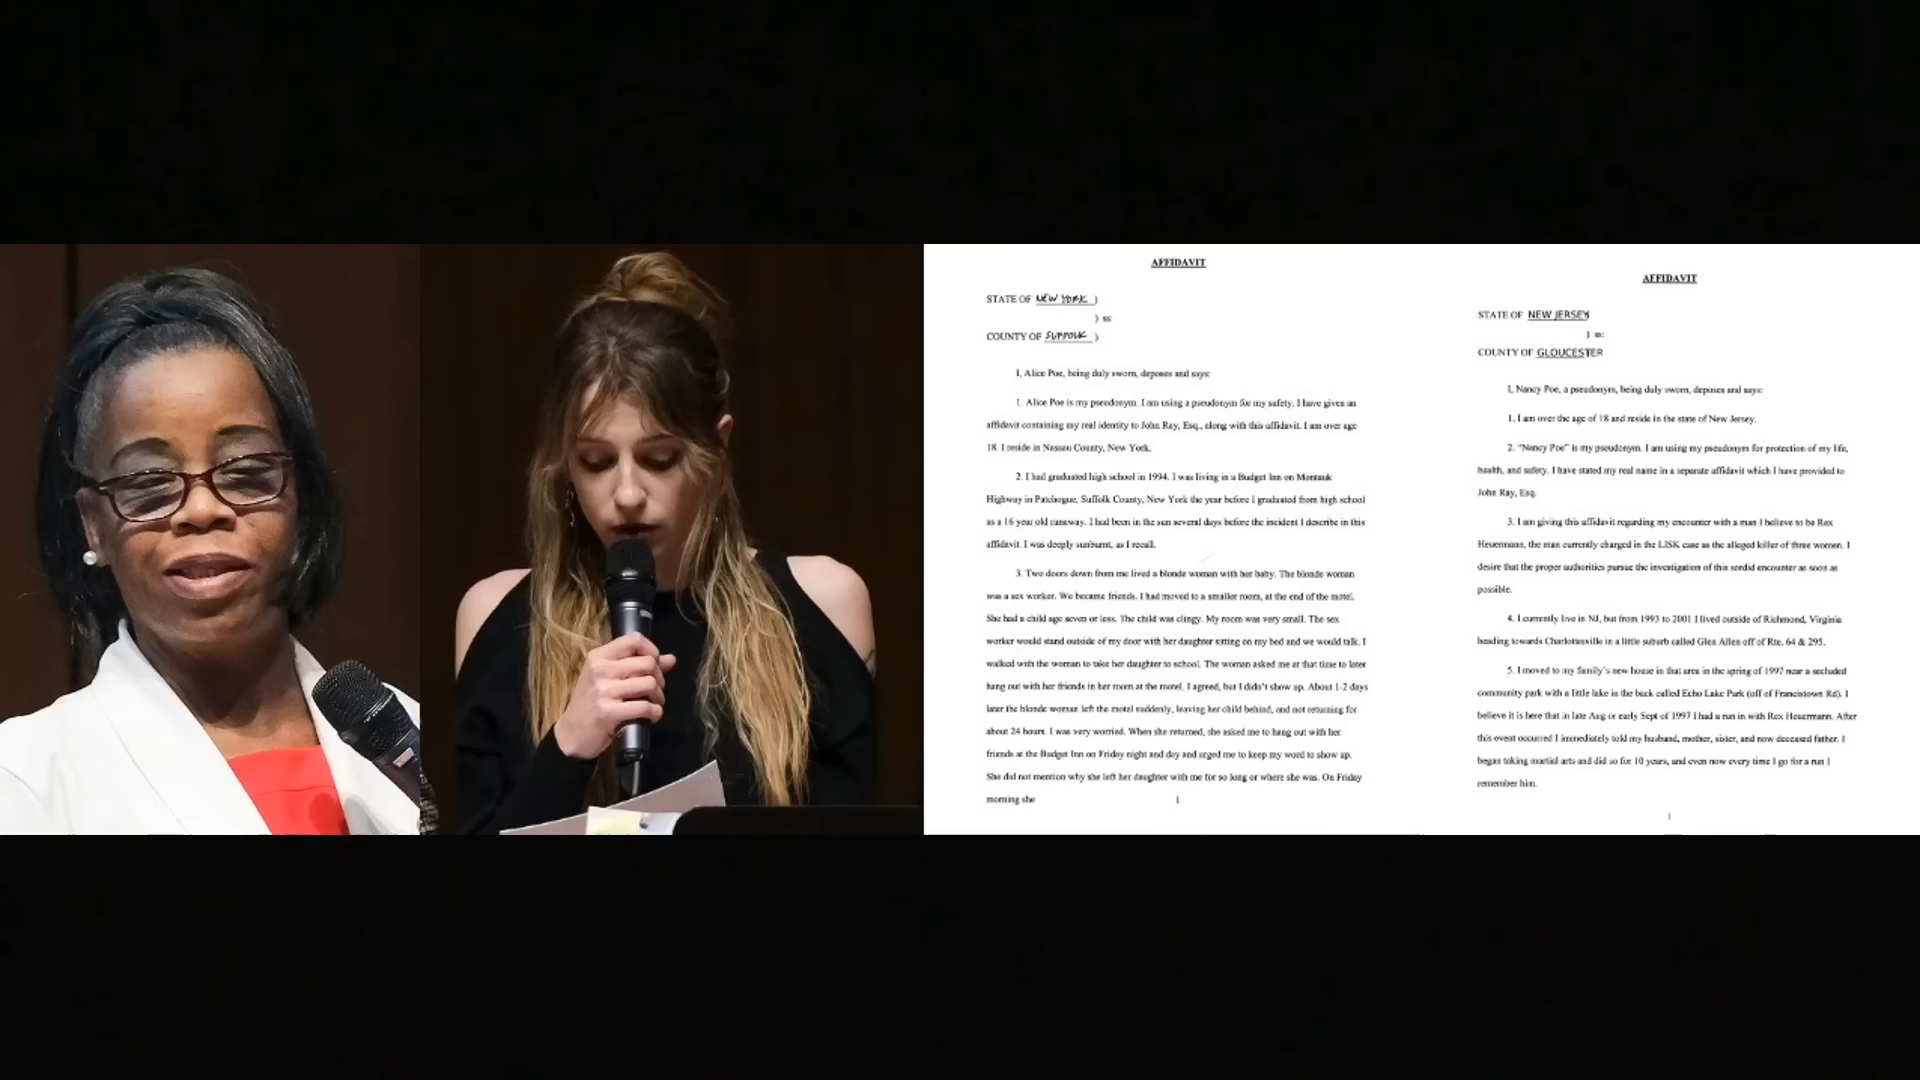 AFFIDAVIT
STATE OF NEW YORK )
) ss:
COUNTY OF SUFFOLK )
I, Alice Poe, being duly sworn, deposes and says:
1. Alice Poe is my pseudonym. I am using a pseudonym for my safety. I have given an
affidavit containing my real identity to John Ray, Esq., along with this affidavit. I am over age
18. I reside in Nassau County, New York.
2. I had graduated high school in 1994. I was living in a Budget Inn on Montauk
Highway in Patchogue, Suffolk County, New York the year before I graduated from high school
as a 16 year old runaway. I had been in the sun several days before the incident I describe in this
affidavit. I was deeply sunburnt, as I recall.
3. Two doors down from me lived a blonde woman with her baby. The blonde woman
was a sex worker. We became friends. I had moved to a smaller room, at the end of the motel.
She had a child age seven or less. The child was clingy. My room was very small. The sex
worker would stand outside of my door with her daughter sitting on my bed and we would talk. I
walked with the woman to take her daughter to school. The woman asked me at that time to later
hang out with her friends in her room at the motel. I agreed, but I didn't show up. About 1-2 days
later the blonde woman left the motel suddenly, leaving her child behind, and not returning for
about 24 hours. I was very worried. When she returned, she asked me to hang out with her
friends at the Budget Inn on Friday night and day and urged me to keep my word to show up.
She did not mention why she left her daughter with me for so long or where she was. On Friday
morning she
1
AFFIDAVIT
STATE OF NEW JERSEY
) ss:
COUNTY OF GLOUCESTER
I, Nancy Poe, a pseudonym, being duly sworn, deposes and says:
1. I am over the age of 18 and reside in the state of New Jersey.
2. "Nancy Poe" is my pseudonym. I am using my pseudonym for protection of my life,
health, and safety. I have stated my real name in a separate affidavit which I have provided to
John Ray, Esq.
3. I am giving this affidavit regarding my encounter with a man I believe to be Rex
Heuermann, the man currently charged in the LISK case as the alleged killer of three women. I
desire that the proper authorities pursue the investigation of this sordid encounter as soon as
possible.
4. I currently live in NJ, but from 1993 to 2001 I lived outside of Richmond, Virginia
heading towards Charlottesville in a little suburb called Glen Allen off of Rte. 64 & 295.
5. I moved to my family's new house in that area in the spring of 1997 near a secluded
community park with a little lake in the back called Echo Lake Park (off of Francistown Rd). I
believe it is here that in late Aug or early Sept of 1997 I had a run in with Rex Heuermann. After
this event occurred I immediately told my husband, mother, sister, and now deceased father. I
began taking martial arts and did so for 10 years, and even now every time I go for a run I
remember him.
1